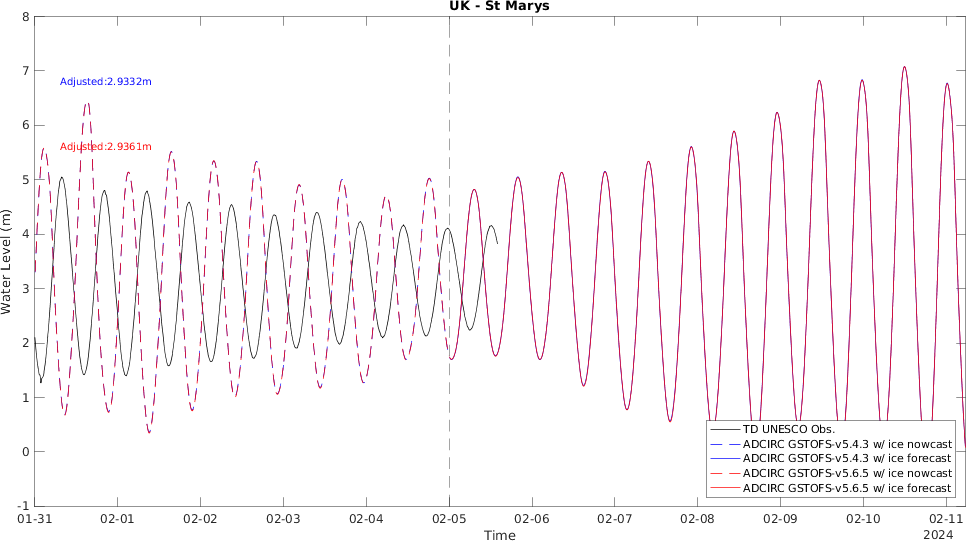 UK - St Marys
8
7
Adjusted:2.9332m
6
Adjusted:2.9361m
5
4
3
2
1
0
-1
Water Level (m)
TD UNESCO Obs.
ADCIRC GSTOFS-v5.4.3 w/ ice nowcast
ADCIRC GSTOFS-v5.4.3 w/ ice forecast
ADCIRC GSTOFS-v5.6.5 w/ ice nowcast
ADCIRC GSTOFS-v5.6.5 w/ ice forecast
01-31 02-01 02-02 02-03 02-04 02-05 02-06 02-07 02-08 02-09 02-10 02-11
Time
2024